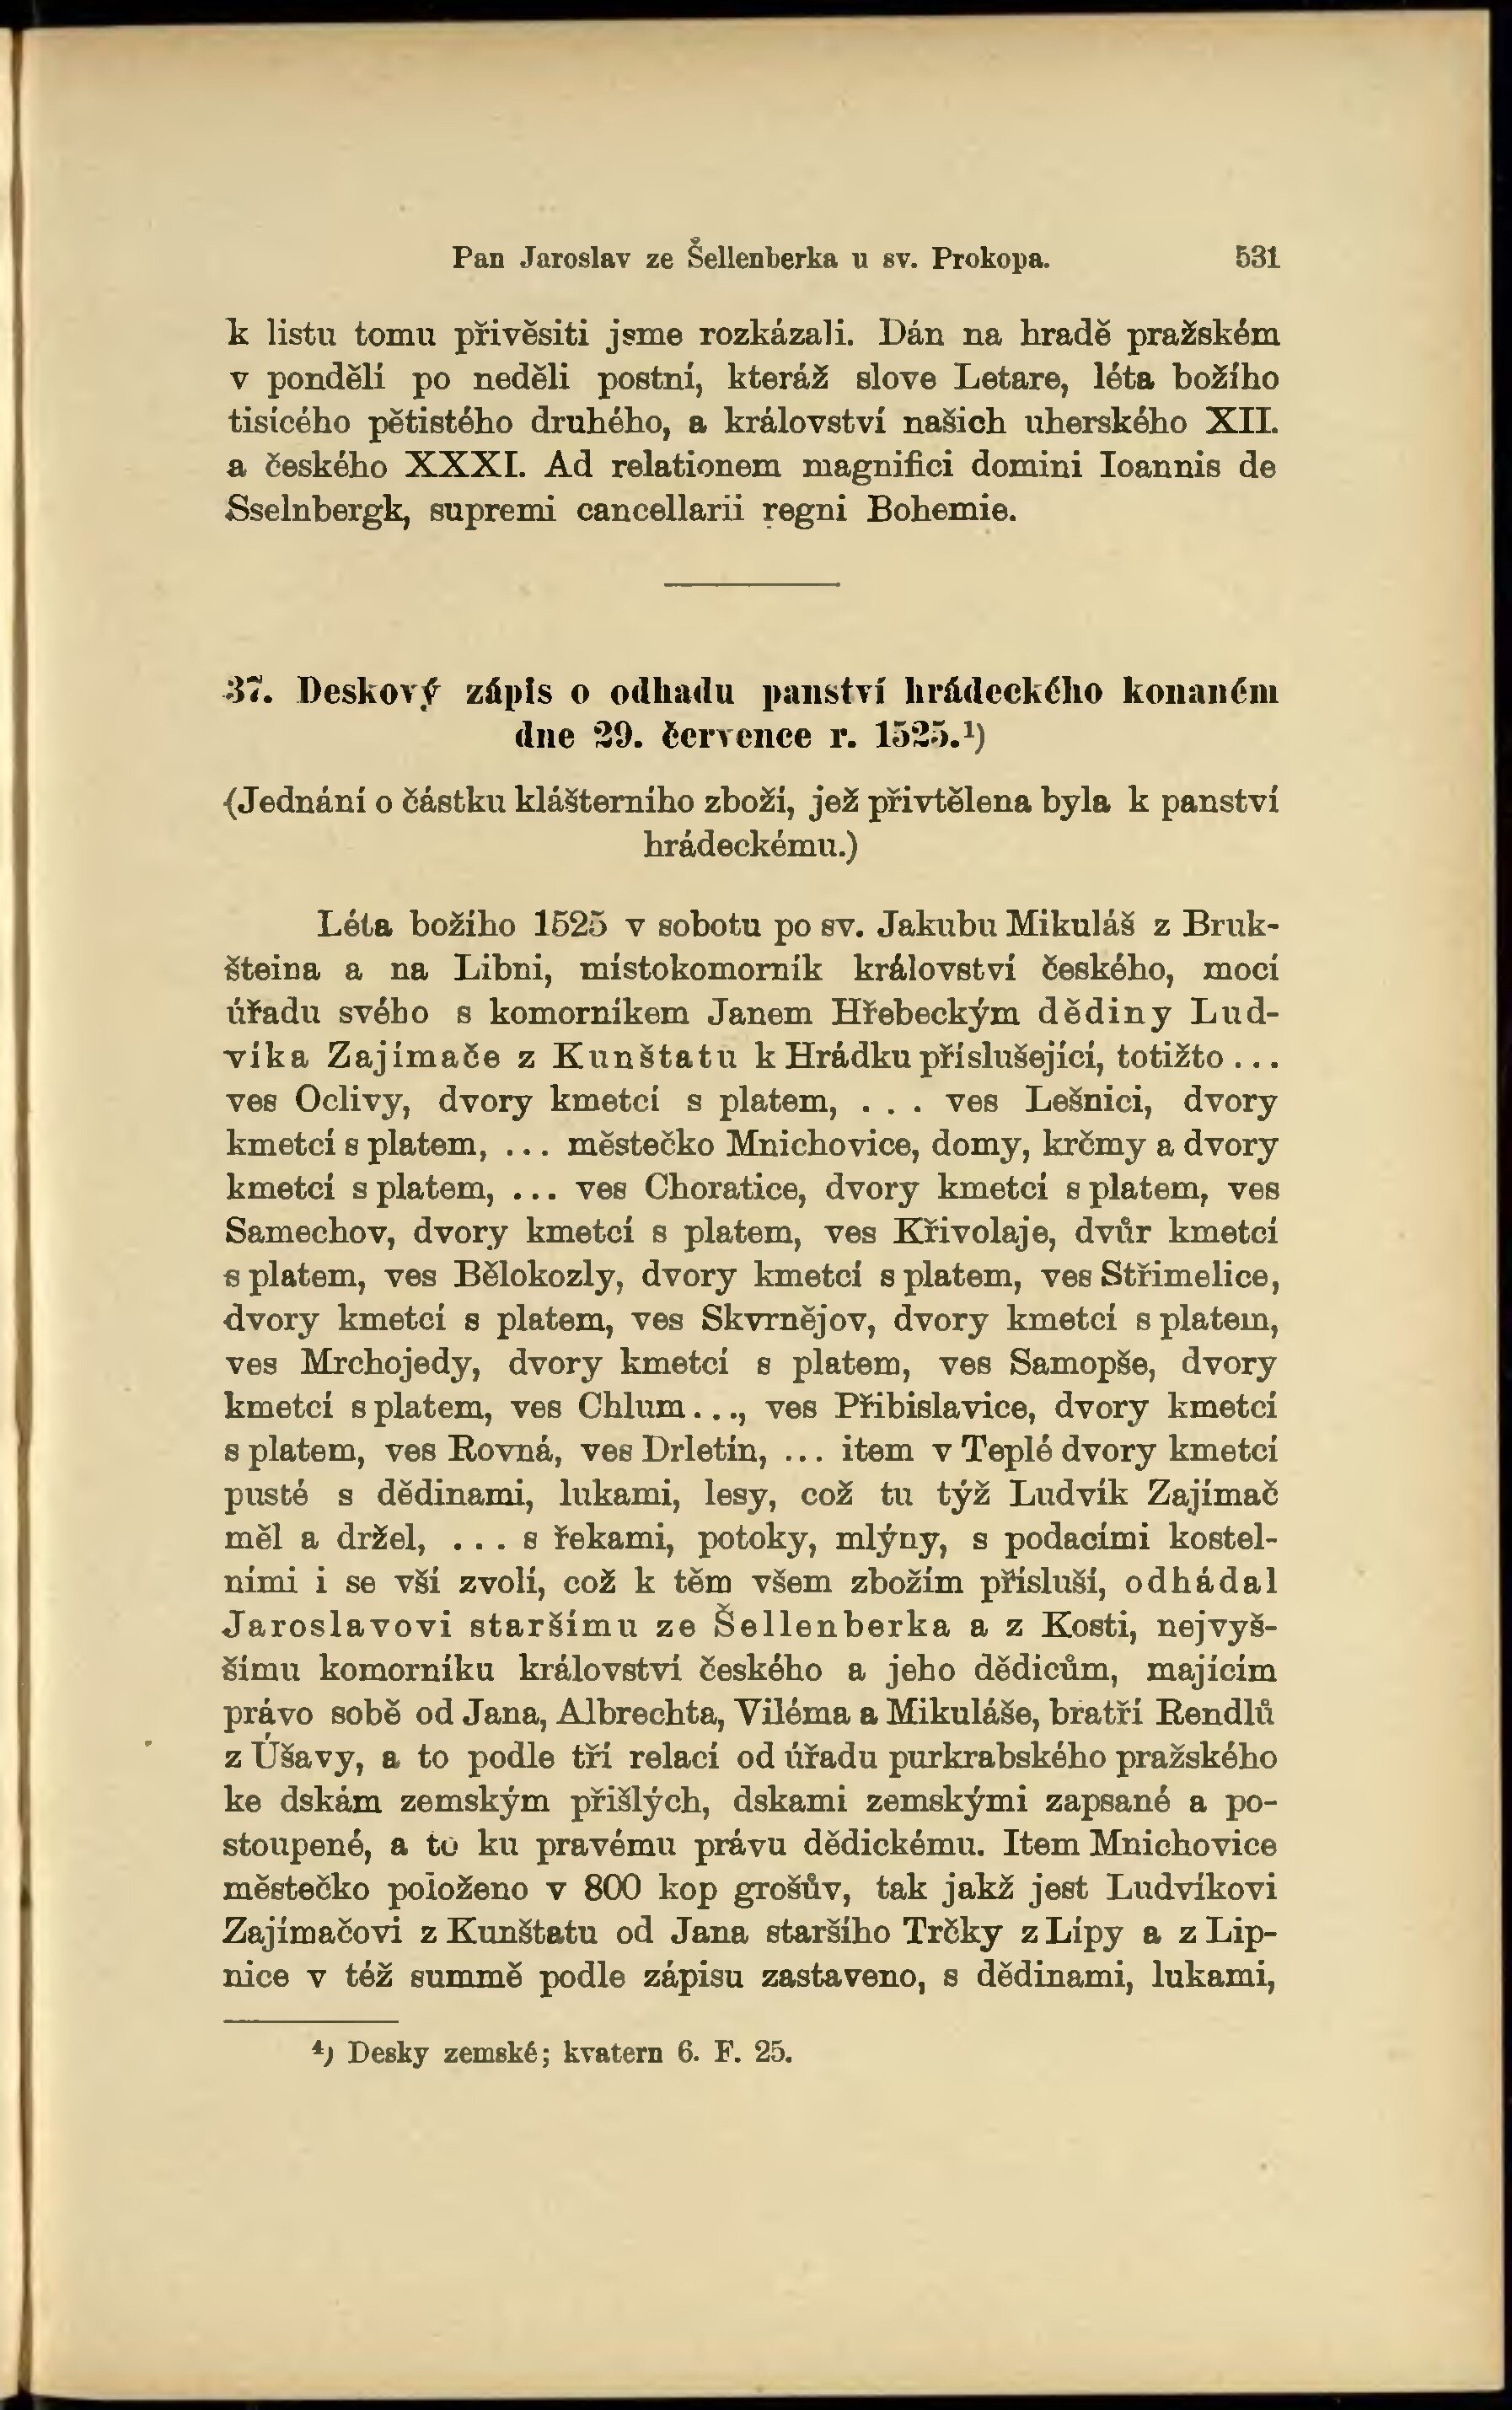 Pan Jaroslav ze Šellenberka u sv. Prokopa. 531
k listu tomu přivěsiti jsme rozkázali. Dán na hradě pražském
v pondělí po neděli postní, kteráž slove Letare, léta božího
tisícého pětistého druhého, a království našich uherského XII.
a českého XXXI. Ad relationem magnifici domini Ioannis de
Sselnbergk, supremi cancellarii regni Bohemie.
37. Deskový zápis o odhadu panství hrádeckého konaném
dne 29. července r. 1525.¹)
(Jednání o částku klášterního zboží, jež přivtělena byla k panství
hrádeckému.)
Léta božího 1525 v sobotu po sv. Jakubu Mikuláš z Bruk-
šteina a na Libni, místokomorník království českého, mocí
úřadu svého s komorníkem Janem Hřebeckým dědiny Lud-
víka Zajímače z Kunštatu k Hrádku příslušející, totižto ...
ves Oclivy, dvory kmetcí s platem, ... ves Lešnici, dvory
kmetcí s platem, ... městečko Mnichovice, domy, krčmy a dvory
kmetcí s platem, ... ves Choratice, dvory kmetcí s platem, ves
Samechov, dvory kmetcí s platem, ves Křivolaje, dvůr kmetcí
s platem, ves Bělokozly, dvory kmetcí s platem, ves Střimelice,
dvory kmetcí s platem, ves Skvrnějov, dvory kmetcí s platem,
ves Mrchojedy, dvory kmetcí s platem, ves Samopše, dvory
kmetcí s platem, ves Chlum..., ves Přibislavice, dvory kmetcí
s platem, ves Rovná, ves Drletín, ... item v Teplé dvory kmetcí
pusté s dědinami, lukami, lesy, což tu týž Ludvík Zajímač
měl a držel, ... s řekami, potoky, mlýny, s podacími kostel-
ními i se vší zvolí, což k těm všem zbožím přísluší, odhádal
Jaroslavovi staršímu ze Šellenberka a z Kosti, nejvyš-
šímu komorníku království českého a jeho dědicům, majícím
právo sobě od Jana, Albrechta, Viléma a Mikuláše, bratří Rendlů
z Úšavy, a to podle tří relací od úřadu purkrabského pražského
ke dskám zemským přišlých, dskami zemskými zapsané a po-
stoupené, a to ku pravému právu dědickému. Item Mnichovice
městečko položeno v 800 kop grošův, tak jakž jest Ludvíkovi
Zajímačovi z Kunštatu od Jana staršího Trčky z Lípy a z Lip-
nice v též summě podle zápisu zastaveno, s dědinami, lukami,
⁴) Desky zemské; kvatern 6. F. 25.